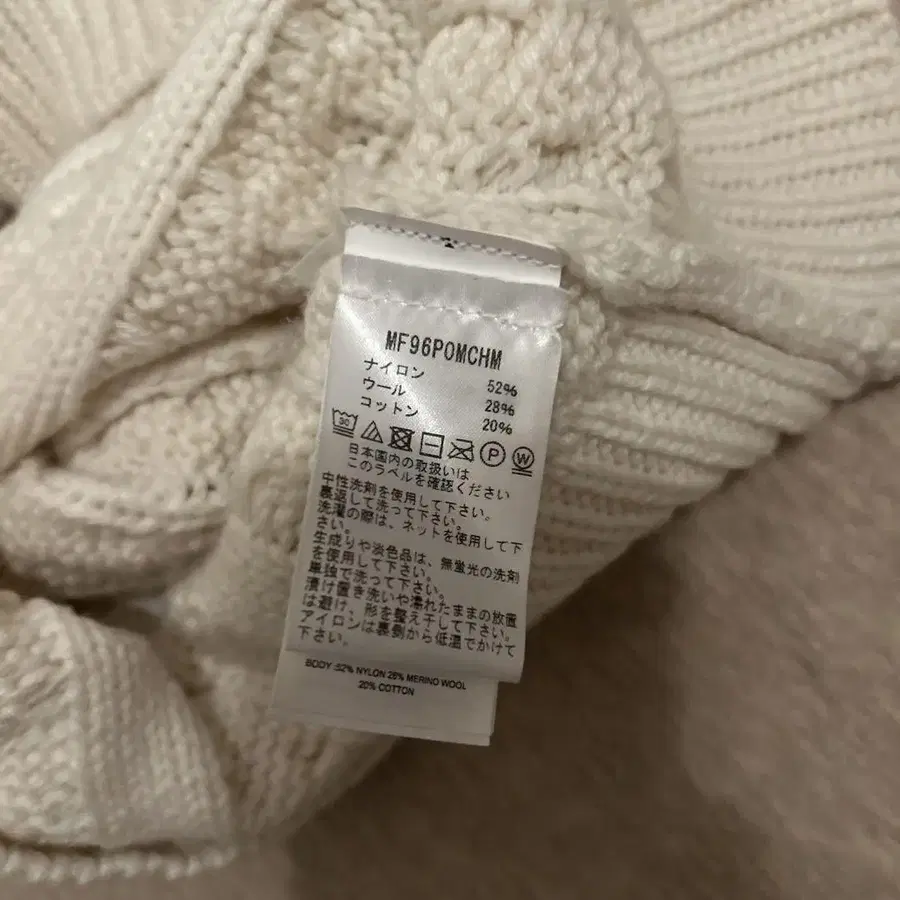 MF96POMCHM
ナイロン 52%
ウール 28%
コットン 20%
30 P W
日本国内の取扱いは
このラベルを確認ください
中性洗剤を使用して下さい。
裏返して洗って下さい。
洗濯の際は、ネットを使用して下
さい。
生成りや淡色品は、無蛍光の洗剤
を使用して下さい。
単独で洗って下さい。
漬け置き洗いや濡れたままの放置
は避け、形を整え干して下さい。
アイロンは裏側から低温でかけて
下さい。
BODY :52% NYLON 28% MERINO WOOL
20% COTTON